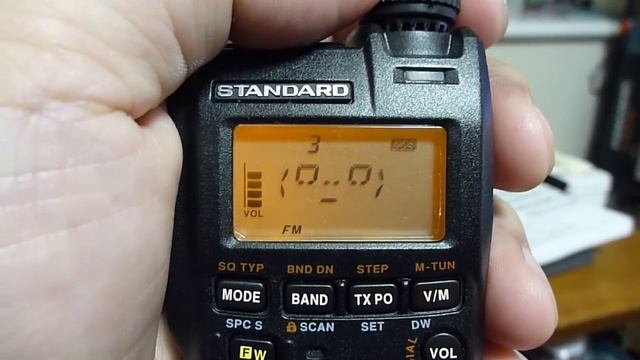 STANDARD
3
VOL
FM
SQ TYP BND DN STEP M-TUN
MODE BAND TX PO V/M
SPC S SCAN SET DW
FW VOL